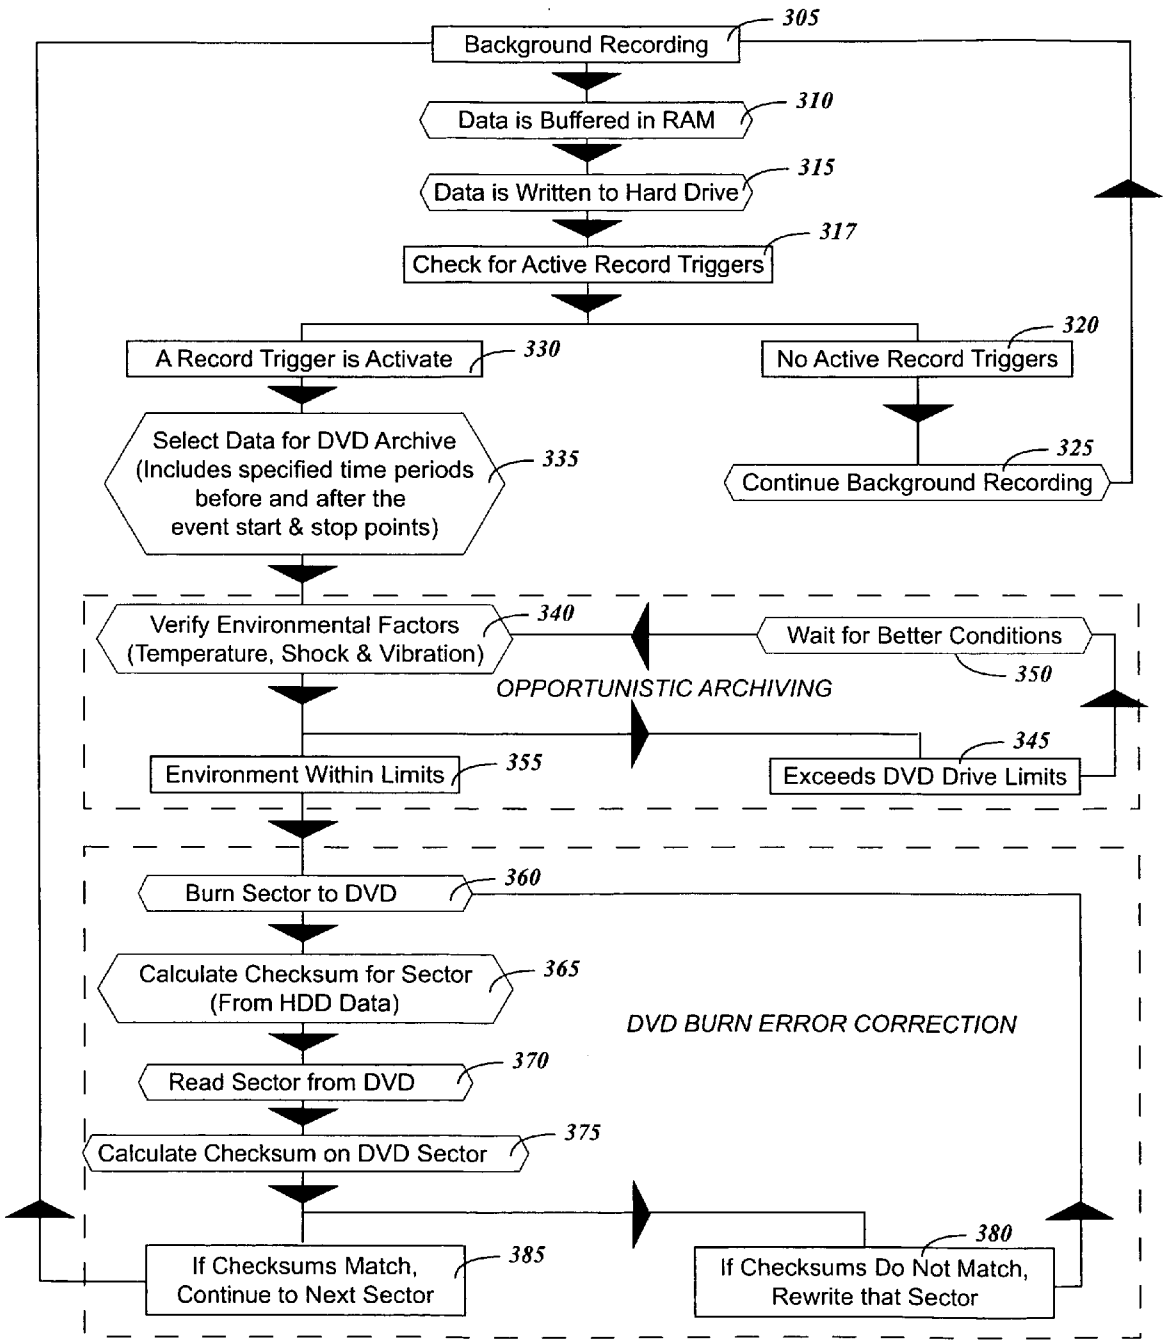 305
Background Recording
310
Data is Buffered in RAM
315
Data is Written to Hard Drive
317
Check for Active Record Triggers
330
A Record Trigger is Activate
320
No Active Record Triggers
Select Data for DVD Archive
(Includes specified time periods
before and after the
event start & stop points)
335
325
Continue Background Recording
340
Verify Environmental Factors
(Temperature, Shock & Vibration)
Wait for Better Conditions
350
OPPORTUNISTIC ARCHIVING
355
Environment Within Limits
345
Exceeds DVD Drive Limits
360
Burn Sector to DVD
365
Calculate Checksum for Sector
(From HDD Data)
DVD BURN ERROR CORRECTION
370
Read Sector from DVD
375
Calculate Checksum on DVD Sector
385
If Checksums Match,
Continue to Next Sector
380
If Checksums Do Not Match,
Rewrite that Sector